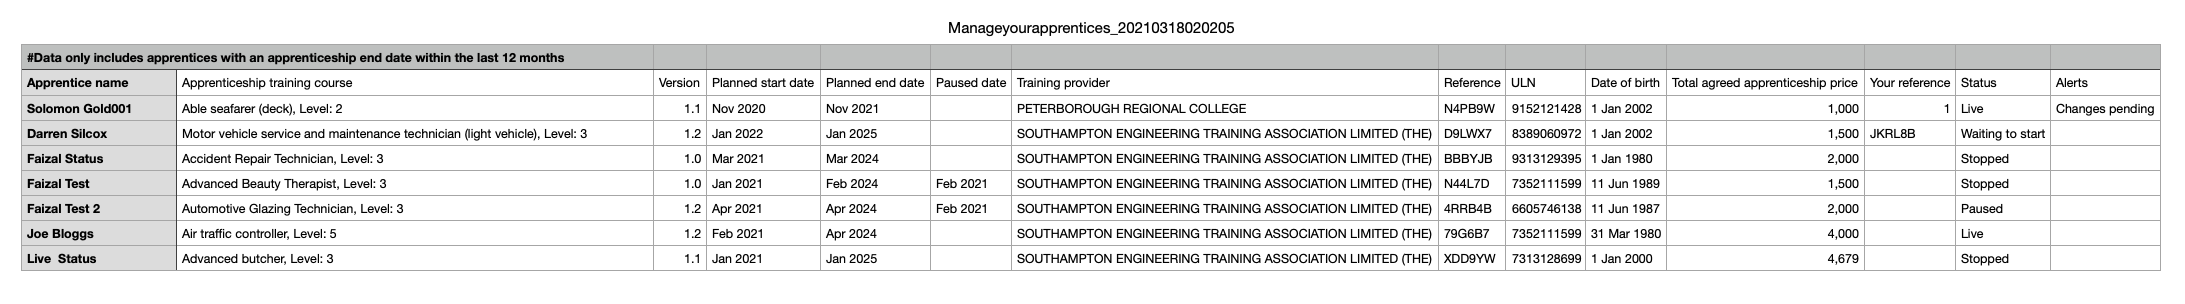 Manageyourapprentices_20210318020205
#Data only includes apprentices with an apprenticeship end date within the last 12 months
Apprentice name Apprenticeship training course Version Planned start date Planned end date Paused date Training provider Reference ULN Date of birth Total agreed apprenticeship price Your reference Status Alerts
Solomon Gold001 Able seafarer (deck), Level: 2 1.1 Nov 2020 Nov 2021 PETERBOROUGH REGIONAL COLLEGE N4PB9W 9152121428 1 Jan 2002 1,000 1 Live Changes pending
Darren Silcox Motor vehicle service and maintenance technician (light vehicle), Level: 3 1.2 Jan 2022 Jan 2025 SOUTHAMPTON ENGINEERING TRAINING ASSOCIATION LIMITED (THE) D9LWX7 8389060972 1 Jan 2002 1,500 JKRL8B Waiting to start
Faizal Status Accident Repair Technician, Level: 3 1.0 Mar 2021 Mar 2024 SOUTHAMPTON ENGINEERING TRAINING ASSOCIATION LIMITED (THE) BBBYJB 9313129395 1 Jan 1980 2,000 Stopped
Faizal Test Advanced Beauty Therapist, Level: 3 1.0 Jan 2021 Feb 2024 Feb 2021 SOUTHAMPTON ENGINEERING TRAINING ASSOCIATION LIMITED (THE) N44L7D 7352111599 11 Jun 1989 1,500 Stopped
Faizal Test 2 Automotive Glazing Technician, Level: 3 1.2 Apr 2021 Apr 2024 Feb 2021 SOUTHAMPTON ENGINEERING TRAINING ASSOCIATION LIMITED (THE) 4RRB4B 6605746138 11 Jun 1987 2,000 Paused
Joe Bloggs Air traffic controller, Level: 5 1.2 Feb 2021 Apr 2024 SOUTHAMPTON ENGINEERING TRAINING ASSOCIATION LIMITED (THE) 79G6B7 7352111599 31 Mar 1980 4,000 Live
Live  Status Advanced butcher, Level: 3 1.1 Jan 2021 Jan 2025 SOUTHAMPTON ENGINEERING TRAINING ASSOCIATION LIMITED (THE) XDD9YW 7313128699 1 Jan 2000 4,679 Stopped